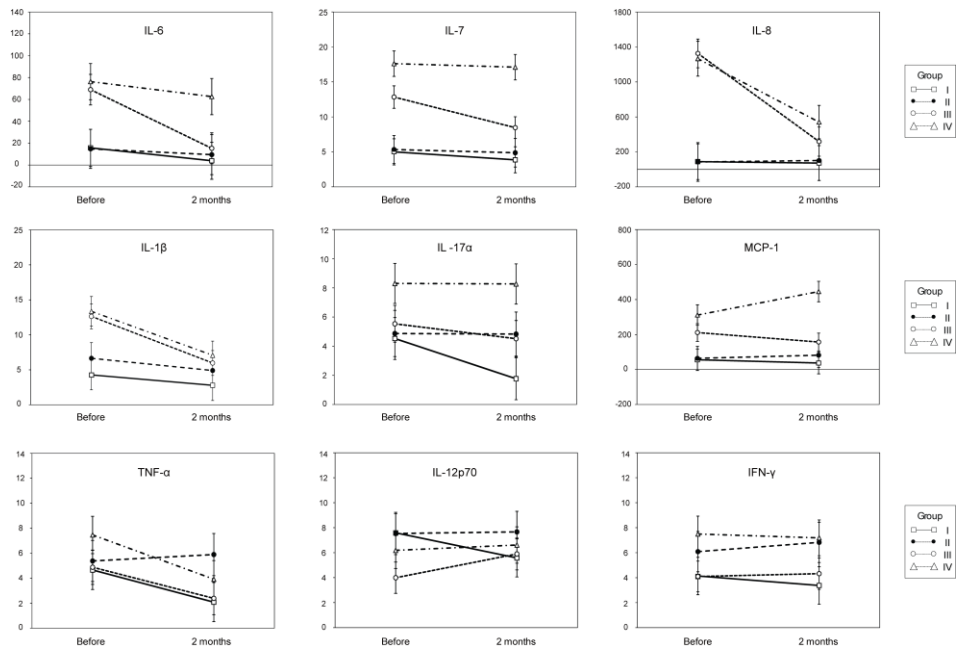 IL-6
140
120
100
80
60
40
20
0
-20
Before 2 months
IL-7
25
20
15
10
5
0
Before 2 months
IL-8
1800
1400
1000
600
200
-200
Before 2 months
Group
I
II
III
IV
IL-1β
25
20
15
10
5
0
Before 2 months
IL -17α
12
10
8
6
4
2
0
Before 2 months
MCP-1
800
600
400
200
0
-200
Before 2 months
Group
I
II
III
IV
TNF-α
14
12
10
8
6
4
2
0
Before 2 months
IL-12p70
14
12
10
8
6
4
2
0
Before 2 months
IFN-γ
14
12
10
8
6
4
2
0
Before 2 months
Group
I
II
III
IV